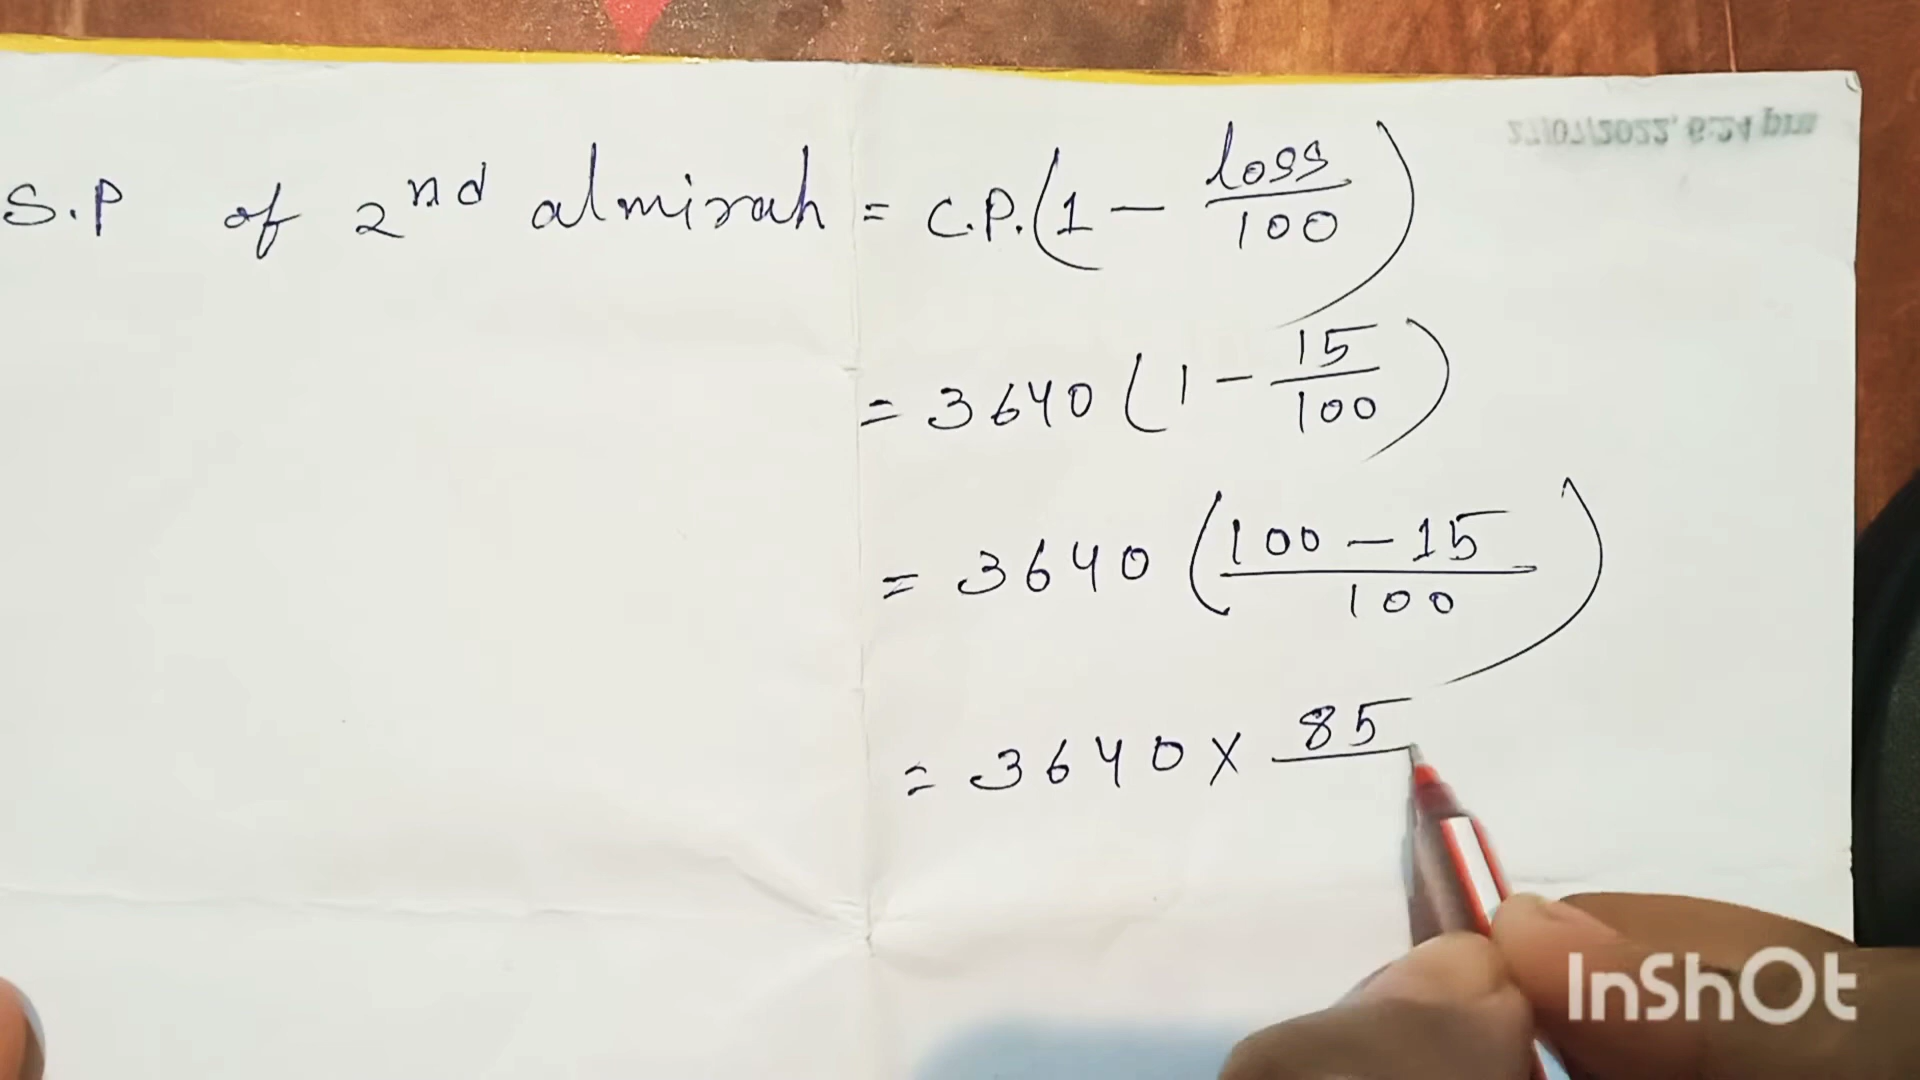 S.P of 2nd almirah = C.P. (1 - loss/100)
= 3640 (1 - 15/100)
= 3640 (100 - 15/100)
= 3640 × 85
InShOt